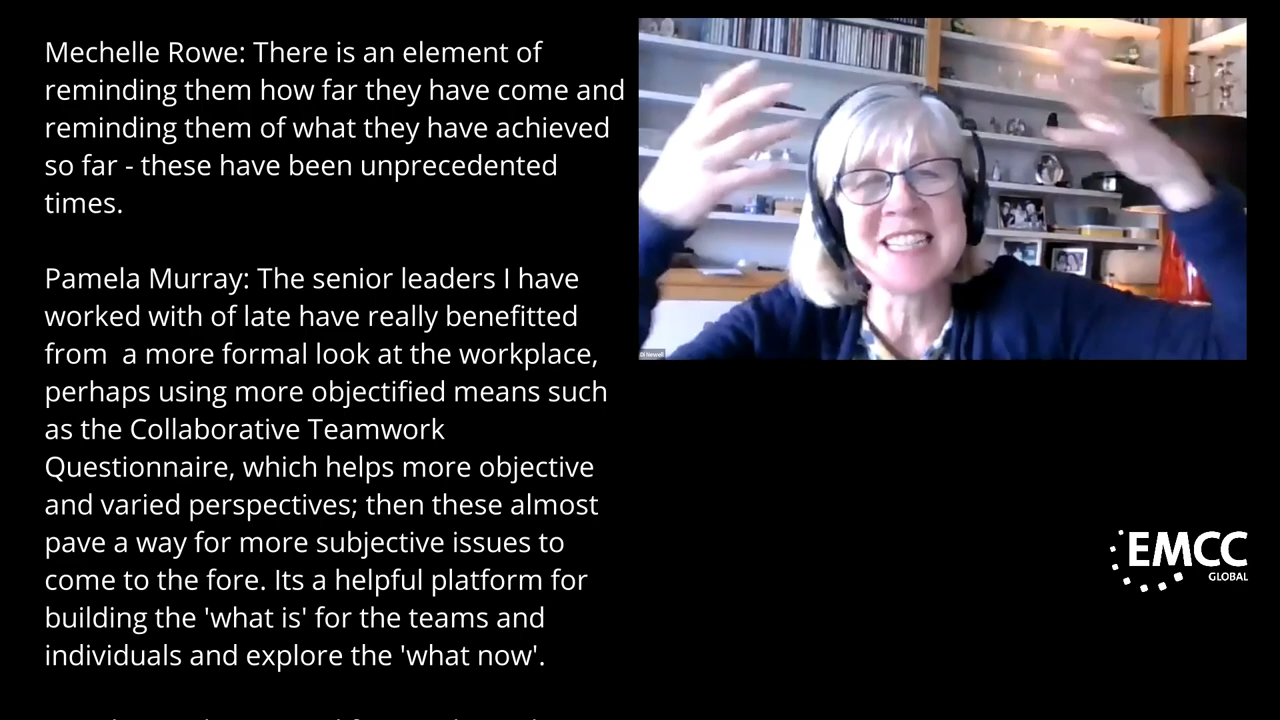 Mechelle Rowe: There is an element of
reminding them how far they have come and
reminding them of what they have achieved
so far - these have been unprecedented
times.
Pamela Murray: The senior leaders I have
worked with of late have really benefitted
from  a more formal look at the workplace,
perhaps using more objectified means such
as the Collaborative Teamwork
Questionnaire, which helps more objective
and varied perspectives; then these almost
pave a way for more subjective issues to
come to the fore. Its a helpful platform for
building the 'what is' for the teams and
individuals and explore the 'what now'.
Di Newell
EMCC
GLOBAL